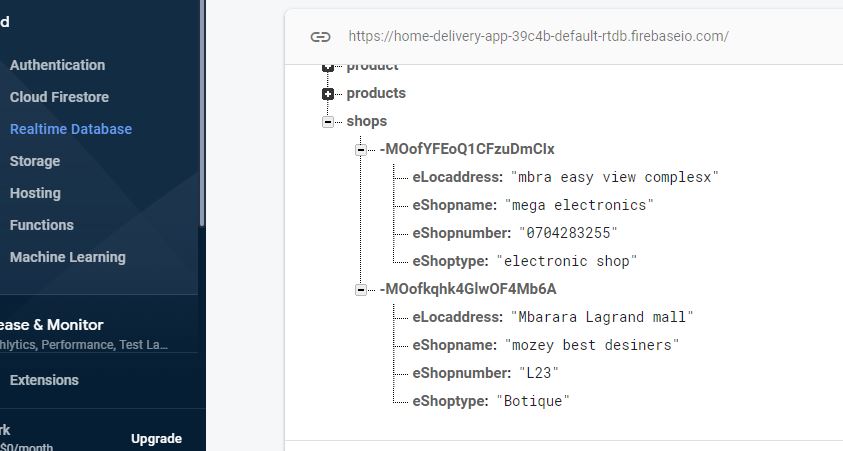 https://home-delivery-app-39c4b-default-rtdb.firebaseio.com/
Authentication
Cloud Firestore
Realtime Database
Storage
Hosting
Functions
Machine Learning
ease & Monitor
hlytics, Performance, Test La...
Extensions
rk
$0/month
Upgrade
product
products
shops
-MOofYFEoQ1CFzuDmCIx
eLocaddress: "mbra easy view complesx"
eShopname: "mega electronics"
eShopnumber: "0704283255"
eShoptype: "electronic shop"
-MOofkqhk4GlwOF4Mb6A
eLocaddress: "Mbarara Lagrand mall"
eShopname: "mozey best desiners"
eShopnumber: "L23"
eShoptype: "Botique"